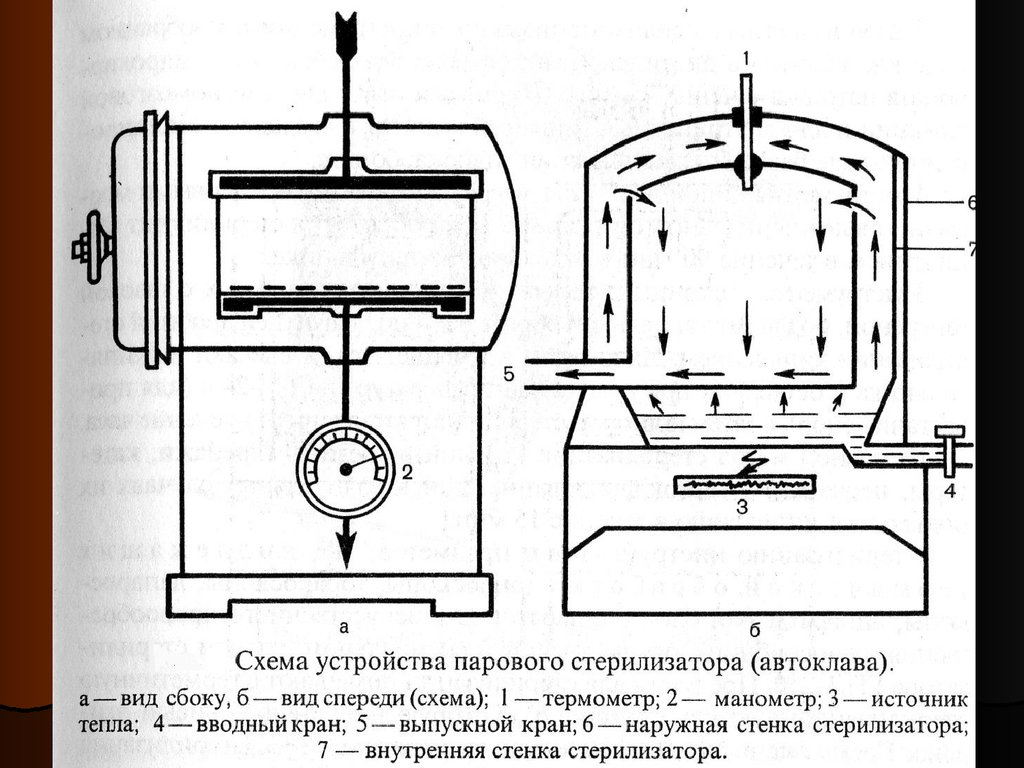 1
6
7
5
2
3
4
а
б
Схема устройства парового стерилизатора (автоклава).
а — вид сбоку, б — вид спереди (схема); 1 — термометр; 2 — манометр; 3 — источник
тепла; 4 — вводный кран; 5 — выпускной кран; 6 — наружная стенка стерилизатора;
7 — внутренняя стенка стерилизатора.